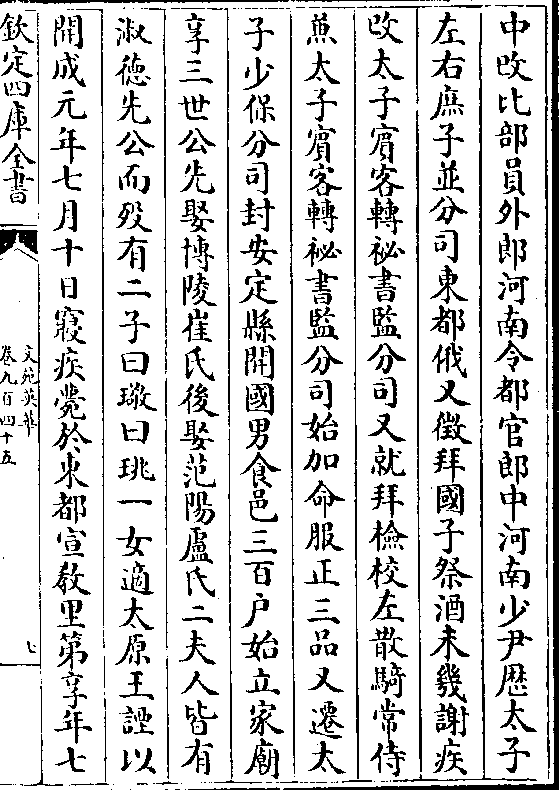 中改比部員外郎河南令都官郎中河南少尹歴太子
左右庶子並分司東都俄又徵拜國子祭酒未幾謝疾
改太子賔客轉祕書監分司又就拜檢校左散騎常侍
兼太子賔客轉祕書監分司始加命服正三品又遷太
子少保分司封安定縣開國男食邑三百户始立家廟
享三世公先娶博陵崔氏後娶范陽盧氏二夫人皆有
淑徳先公而殁有二子曰璥曰珧一女適太原王諲以
開成元年七月十日寢疾薨於東都宣教里第享年七
欽定四庫全書
文苑英華
卷九百四十五
七